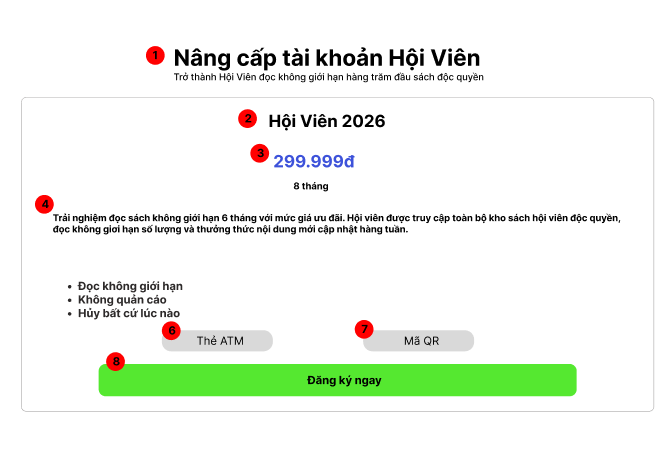 1 Nâng cấp tài khoản Hội Viên
Trở thành Hội Viên đọc không giới hạn hàng trăm đầu sách độc quyền
2 Hội Viên 2026
3 299.999đ
8 tháng
4
Trải nghiệm đọc sách không giới hạn 6 tháng với mức giá ưu đãi. Hội viên được truy cập toàn bộ kho sách hội viên độc quyền,
đọc không giới hạn số lượng và thưởng thức nội dung mới cập nhật hàng tuần.
• Đọc không giới hạn
• Không quản cáo
• Hủy bất cứ lúc nào
6 Thẻ ATM
7 Mã QR
8
Đăng ký ngay